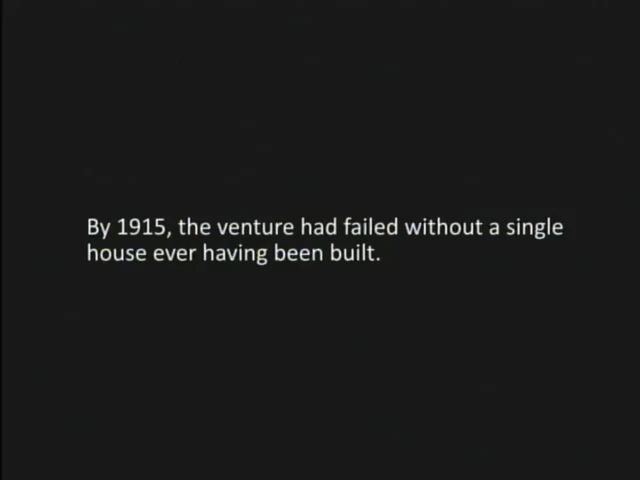 By 1915, the venture had failed without a single
house ever having been built.